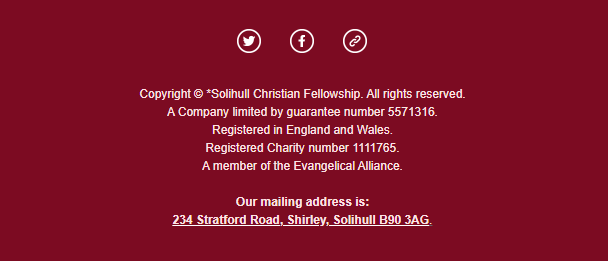 Copyright © *Solihull Christian Fellowship. All rights reserved.
A Company limited by guarantee number 5571316.
Registered in England and Wales.
Registered Charity number 1111765.
A member of the Evangelical Alliance.
Our mailing address is:
234 Stratford Road, Shirley, Solihull B90 3AG.